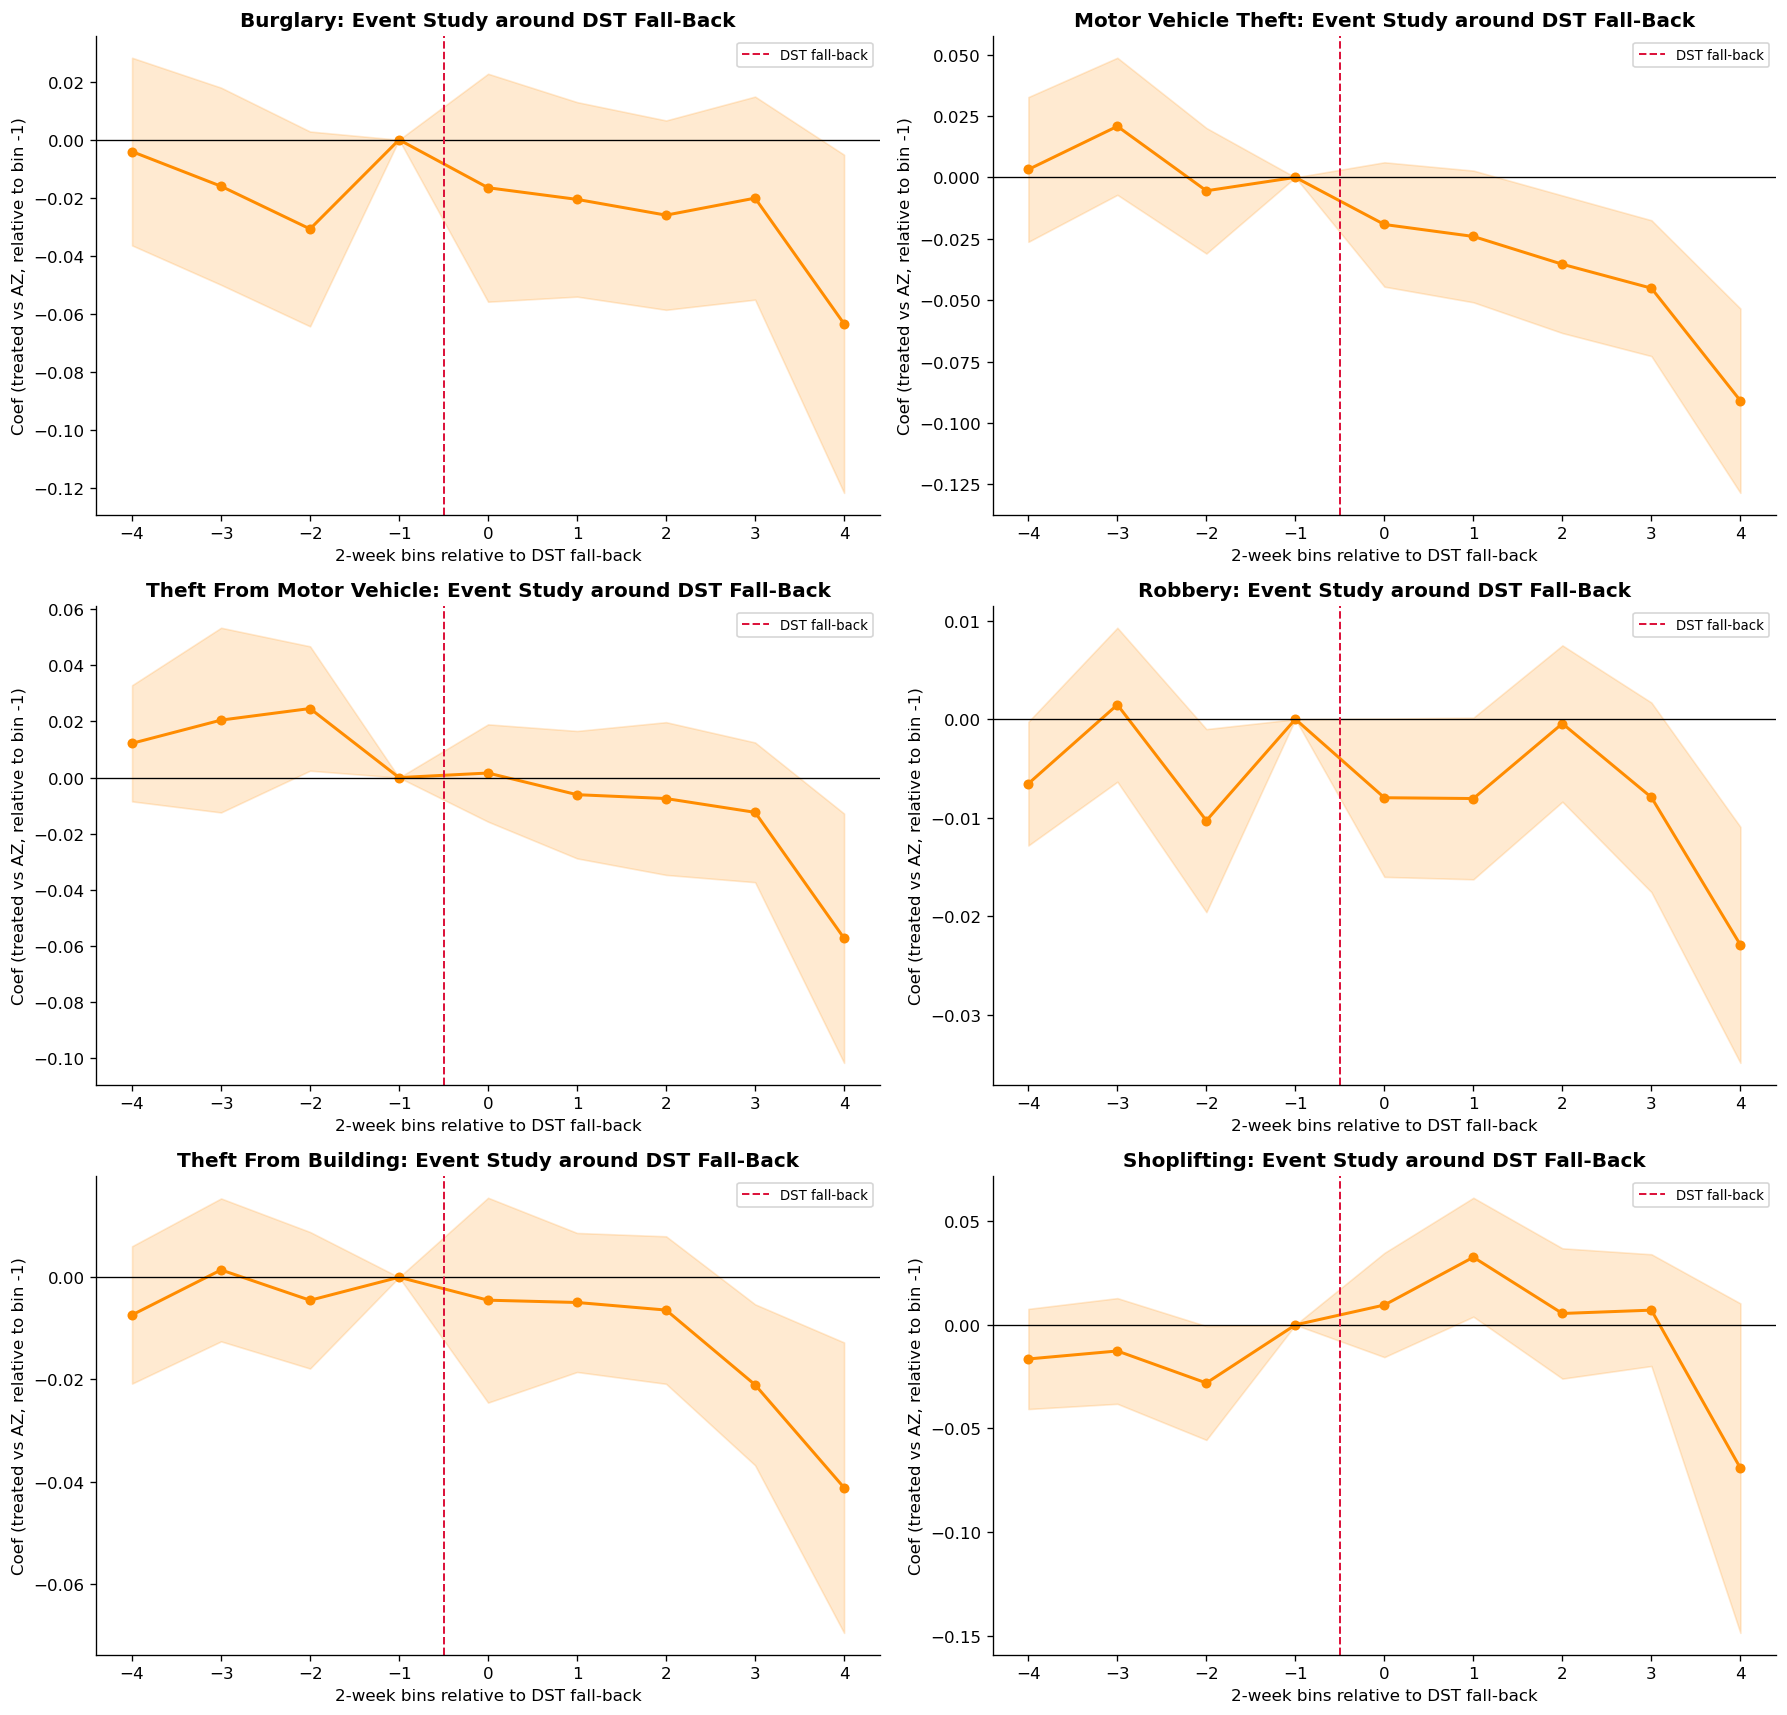 Burglary: Event Study around DST Fall-Back
DST fall-back
Coef (treated vs AZ, relative to bin -1)
0.02
0.00
−0.02
−0.04
−0.06
−0.08
−0.10
−0.12
−4 −3 −2 −1 0 1 2 3 4
2-week bins relative to DST fall-back
Motor Vehicle Theft: Event Study around DST Fall-Back
DST fall-back
Coef (treated vs AZ, relative to bin -1)
0.050
0.025
0.000
−0.025
−0.050
−0.075
−0.100
−0.125
−4 −3 −2 −1 0 1 2 3 4
2-week bins relative to DST fall-back
Theft From Motor Vehicle: Event Study around DST Fall-Back
DST fall-back
Coef (treated vs AZ, relative to bin -1)
0.06
0.04
0.02
0.00
−0.02
−0.04
−0.06
−0.08
−0.10
−4 −3 −2 −1 0 1 2 3 4
2-week bins relative to DST fall-back
Robbery: Event Study around DST Fall-Back
DST fall-back
Coef (treated vs AZ, relative to bin -1)
0.01
0.00
−0.01
−0.02
−0.03
−4 −3 −2 −1 0 1 2 3 4
2-week bins relative to DST fall-back
Theft From Building: Event Study around DST Fall-Back
DST fall-back
Coef (treated vs AZ, relative to bin -1)
0.00
−0.02
−0.04
−0.06
−4 −3 −2 −1 0 1 2 3 4
2-week bins relative to DST fall-back
Shoplifting: Event Study around DST Fall-Back
DST fall-back
Coef (treated vs AZ, relative to bin -1)
0.05
0.00
−0.05
−0.10
−0.15
−4 −3 −2 −1 0 1 2 3 4
2-week bins relative to DST fall-back